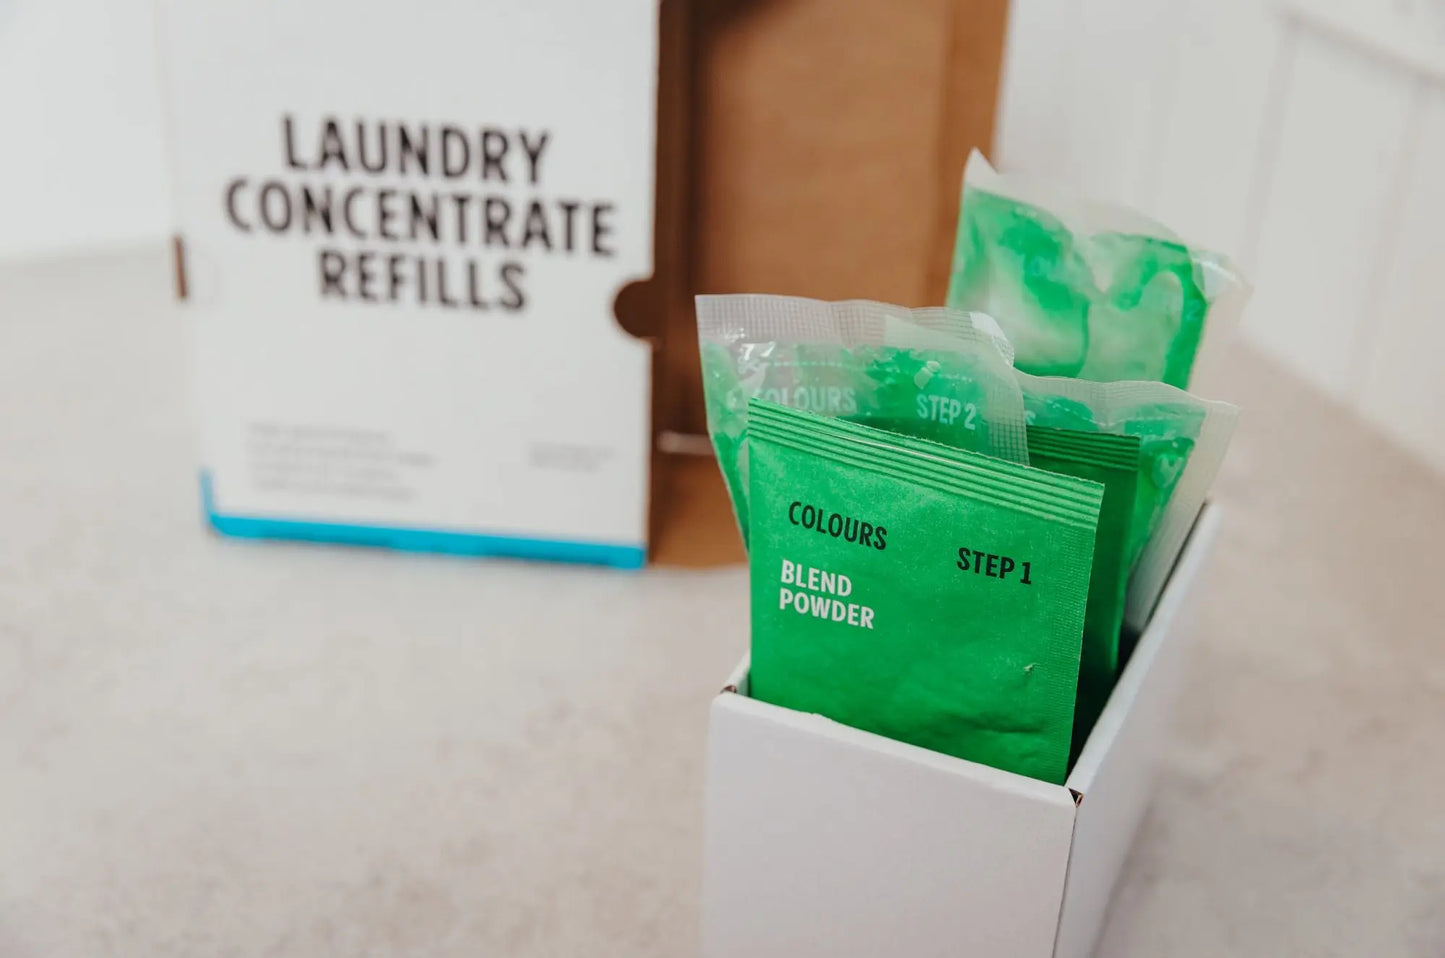 LAUNDRY
CONCENTRATE
REFILLS
COLOURS
STEP 2
COLOURS
STEP 1
BLEND
POWDER